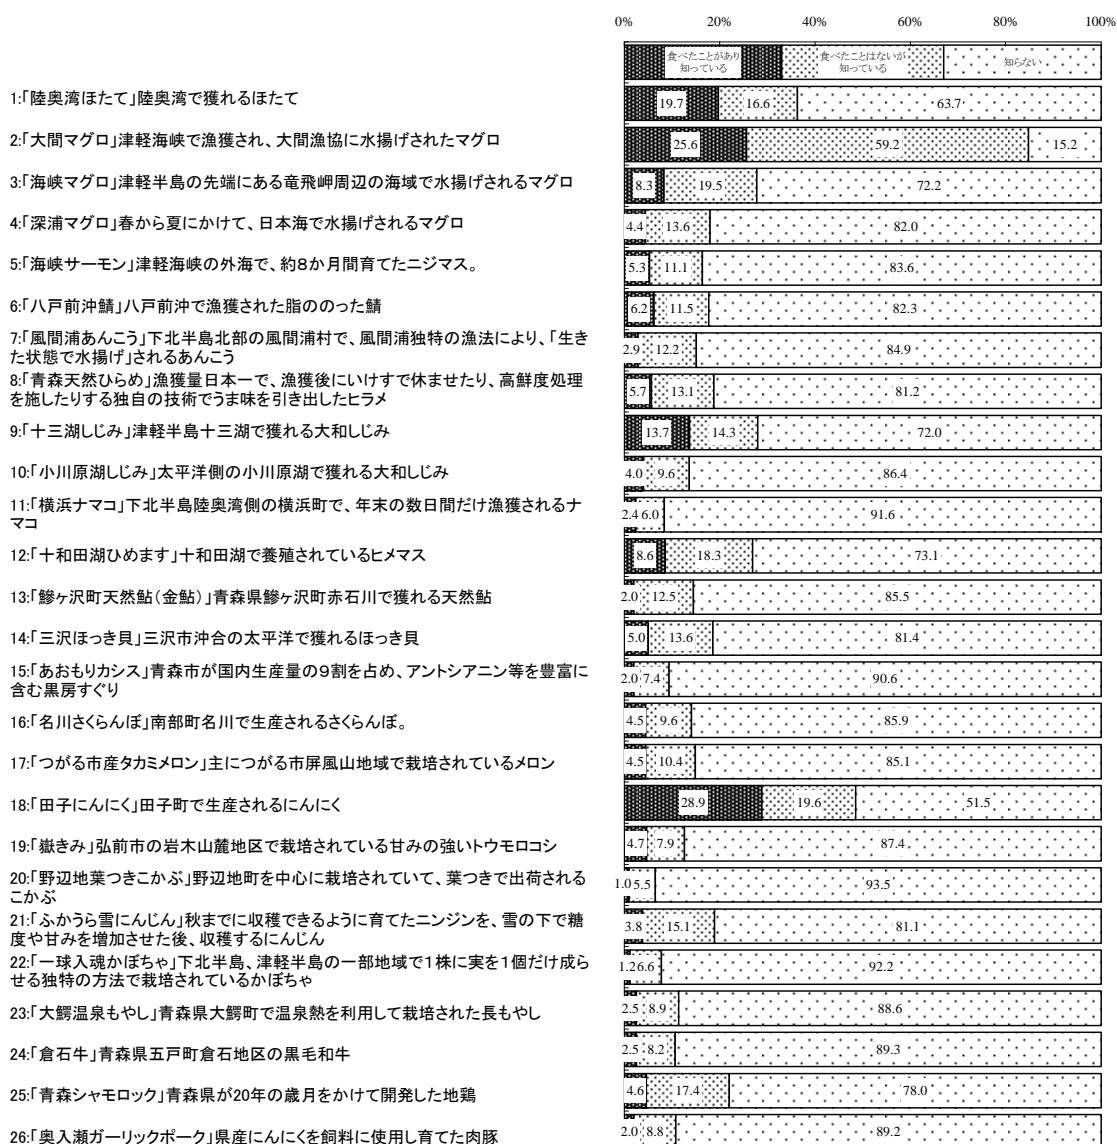 0% 20% 40% 60% 80% 100%
食べたことがあり 食べたことはないが 知らない
知っている 知っている
1:「陸奥湾ほたて」陸奥湾で獲れるほたて 19.7 16.6 63.7
2:「大間マグロ」津軽海峡で漁獲され、大間漁協に水揚げされたマグロ 25.6 59.2 15.2
3:「海峡マグロ」津軽半島の先端にある竜飛岬周辺の海域で水揚げされるマグロ 8.3 19.5 72.2
4:「深浦マグロ」春から夏にかけて、日本海で水揚げされるマグロ 4.4 13.6 82.0
5:「海峡サーモン」津軽海峡の外海で、約8か月間育てたニジマス。 5.3 11.1 83.6
6:「八戸前沖鯖」八戸前沖で漁獲された脂ののった鯖 6.2 11.5 82.3
7:「風間浦あんこう」下北半島北部の風間浦村で、風間浦独特の漁法により、「生き
た状態で水揚げ」されるあんこう 2.9 12.2 84.9
8:「青森天然ひらめ」漁獲量日本一で、漁獲後にいけすで休ませたり、高鮮度処理
を施したりする独自の技術でうま味を引き出したヒラメ 5.7 13.1 81.2
9:「十三湖しじみ」津軽半島十三湖で獲れる大和しじみ 13.7 14.3 72.0
10:「小川原湖しじみ」太平洋側の小川原湖で獲れる大和しじみ 4.0 9.6 86.4
11:「横浜ナマコ」下北半島陸奥湾側の横浜町で、年末の数日間だけ漁獲されるナ
マコ 2.4 6.0 91.6
12:「十和田湖ひめます」十和田湖で養殖されているヒメマス 8.6 18.3 73.1
13:「鰺ヶ沢町天然鮎(金鮎)」青森県鰺ヶ沢町赤石川で獲れる天然鮎 2.0 12.5 85.5
14:「三沢ほっき貝」三沢市沖合の太平洋で獲れるほっき貝 5.0 13.6 81.4
15:「あおもりカシス」青森市が国内生産量の9割を占め、アントシアニン等を豊富に
含む黒房すぐり 2.0 7.4 90.6
16:「名川さくらんぼ」南部町名川で生産されるさくらんぼ。 4.5 9.6 85.9
17:「つがる市産タカミメロン」主につがる市屏風山地域で栽培されているメロン 4.5 10.4 85.1
18:「田子にんにく」田子町で生産されるにんにく 28.9 19.6 51.5
19:「嶽きみ」弘前市の岩木山麓地区で栽培されている甘みの強いトウモロコシ 4.7 7.9 87.4
20:「野辺地葉つきこかぶ」野辺地町を中心に栽培されていて、葉つきで出荷される
こかぶ 1.0 5.5 93.5
21:「ふかうら雪にんじん」秋までに収穫できるように育てたニンジンを、雪の下で糖
度や甘みを増加させた後、収穫するにんじん 3.8 15.1 81.1
22:「一球入魂かぼちゃ」下北半島、津軽半島の一部地域で1株に実を1個だけ成ら
せる独特の方法で栽培されているかぼちゃ 1.2 6.6 92.2
23:「大鰐温泉もやし」青森県大鰐町で温泉熱を利用して栽培された長もやし 2.5 8.9 88.6
24:「倉石牛」青森県五戸町倉石地区の黒毛和牛 2.5 8.2 89.3
25:「青森シャモロック」青森県が20年の歳月をかけて開発した地鶏 4.6 17.4 78.0
26:「奥入瀬ガーリックポーク」県産にんにくを飼料に使用し育てた肉豚 2.0 8.8 89.2